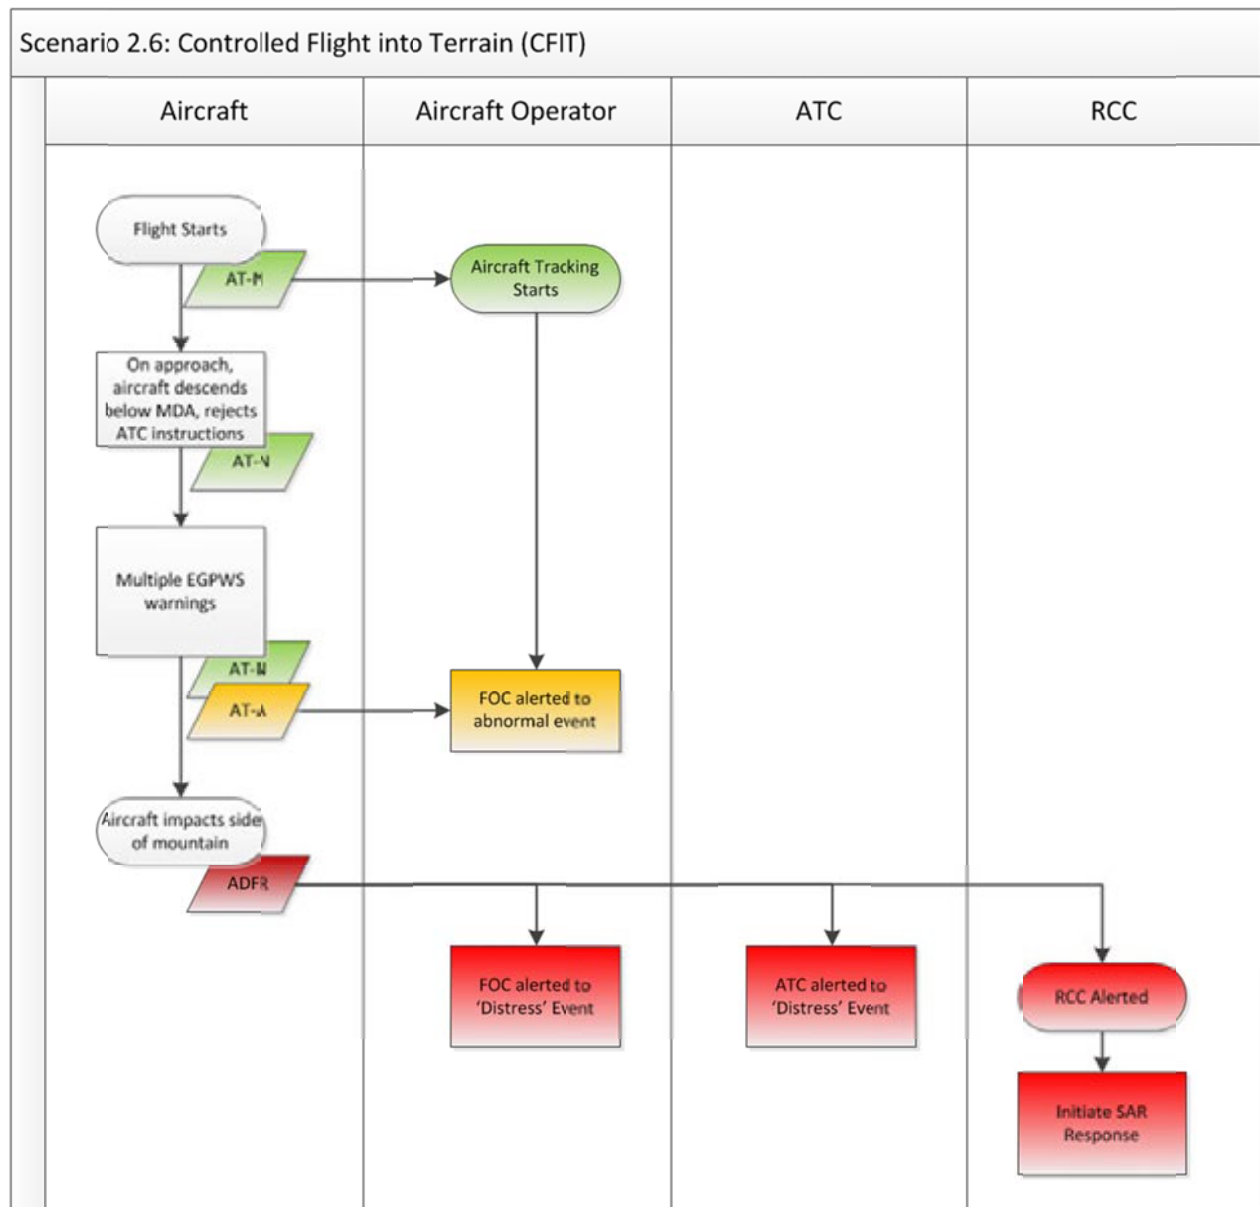 Scenario 2.6: Controlled Flight into Terrain (CFIT)
Aircraft
Aircraft Operator
ATC
RCC
Flight Starts
AT-N
Aircraft Tracking
Starts
On approach,
aircraft descends
below MDA, rejects
ATC instructions
AT-N
Multiple EGPWS
warnings
AT-N
AT-A
FOC alerted to
abnormal event
Aircraft impacts side
of mountain
ADFR
FOC alerted to
‘Distress’ Event
ATC alerted to
‘Distress’ Event
RCC Alerted
Initiate SAR
Response